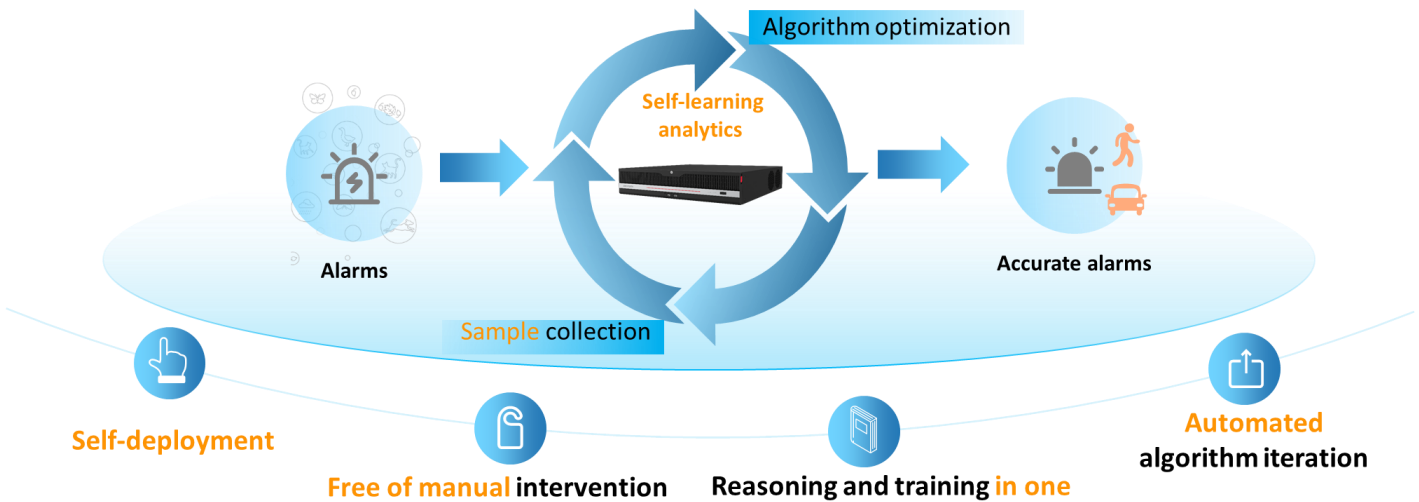 Algorithm optimization
Self-learning
analytics
Alarms
Accurate alarms
Sample collection
Self-deployment
Free of manual intervention
Reasoning and training in one
Automated
algorithm iteration